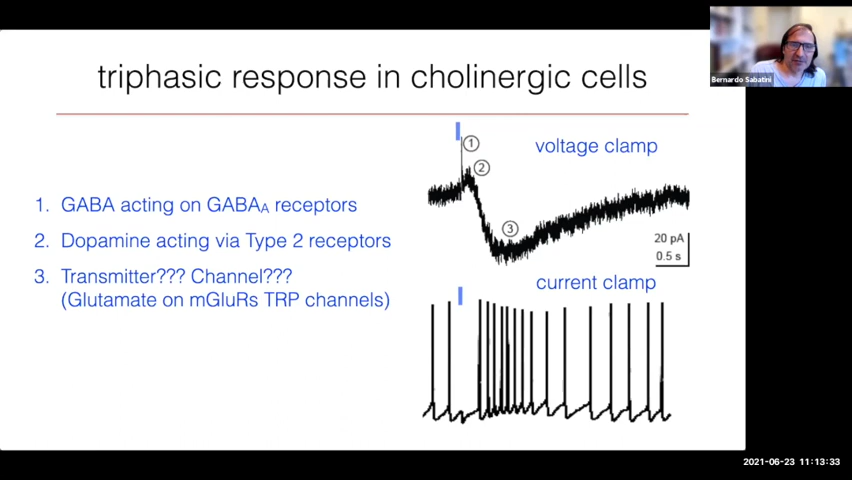 Bernardo Sabatini
triphasic response in cholinergic cells
1. GABA acting on GABAA receptors
2. Dopamine acting via Type 2 receptors
3. Transmitter??? Channel???
(Glutamate on mGluRs TRP channels)
voltage clamp
1
2
3
20 pA
0.5 s
current clamp
2021-06-23 11:13:33